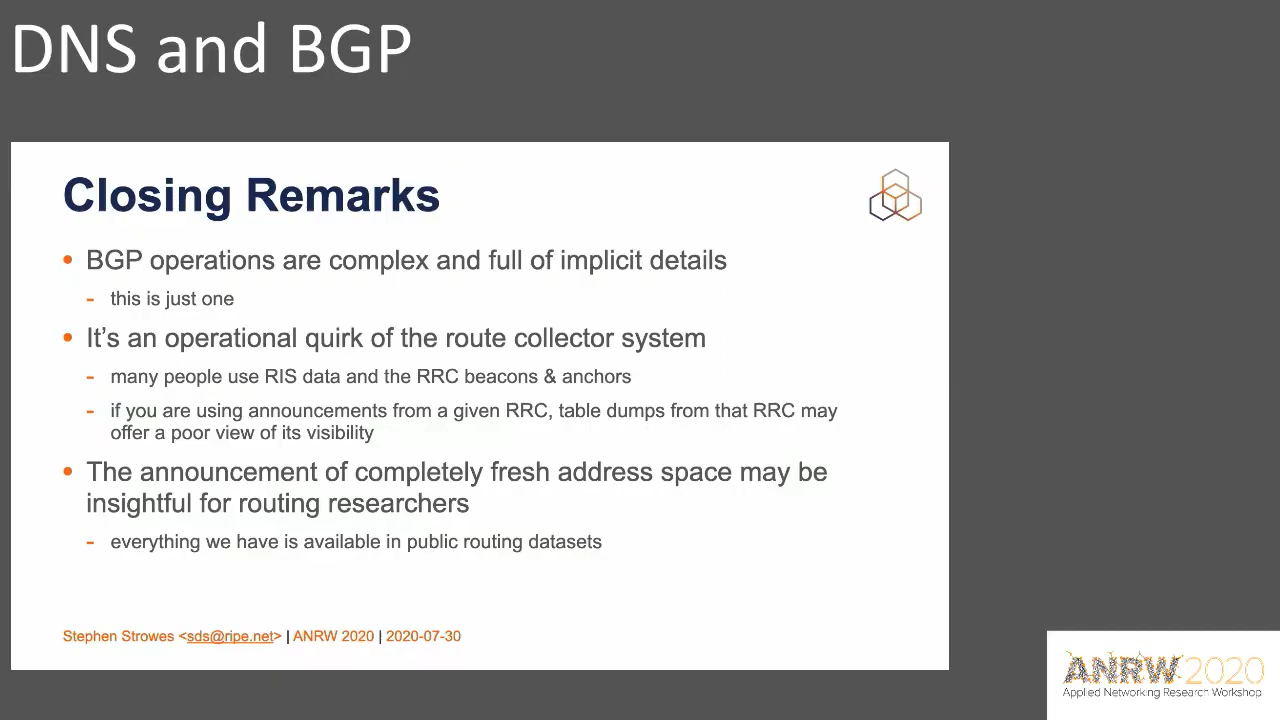 DNS and BGP
Closing Remarks
• BGP operations are complex and full of implicit details
- this is just one
• It's an operational quirk of the route collector system
- many people use RIS data and the RRC beacons & anchors
- if you are using announcements from a given RRC, table dumps from that RRC may
offer a poor view of its visibility
• The announcement of completely fresh address space may be
insightful for routing researchers
- everything we have is available in public routing datasets
Stephen Strowes <sds@ripe.net> | ANRW 2020 | 2020-07-30
ANRW 2020
Applied Networking Research Workshop